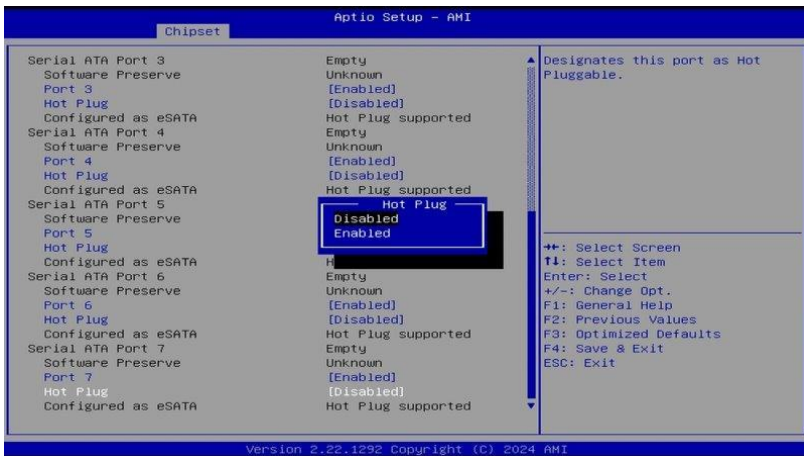 Aptio Setup – AMI
Chipset
Serial ATA Port 3 Empty
Software Preserve Unknown
Port 3 [Enabled]
Hot Plug [Disabled]
Configured as eSATA Hot Plug supported
Serial ATA Port 4 Empty
Software Preserve Unknown
Port 4 [Enabled]
Hot Plug [Disabled]
Configured as eSATA Hot Plug supported
Serial ATA Port 5
Software Preserve
Port 5
Hot Plug
Configured as eSATA H
Serial ATA Port 6 Empty
Software Preserve Unknown
Port 6 [Enabled]
Hot Plug [Disabled]
Configured as eSATA Hot Plug supported
Serial ATA Port 7 Empty
Software Preserve Unknown
Port 7 [Enabled]
Hot Plug [Disabled]
Configured as eSATA Hot Plug supported
Hot Plug
Disabled
Enabled
Designates this port as Hot
Pluggable.
→←: Select Screen
↑↓: Select Item
Enter: Select
+/-: Change Opt.
F1: General Help
F2: Previous Values
F3: Optimized Defaults
F4: Save & Exit
ESC: Exit
Version 2.22.1292 Copyright (C) 2024 AMI